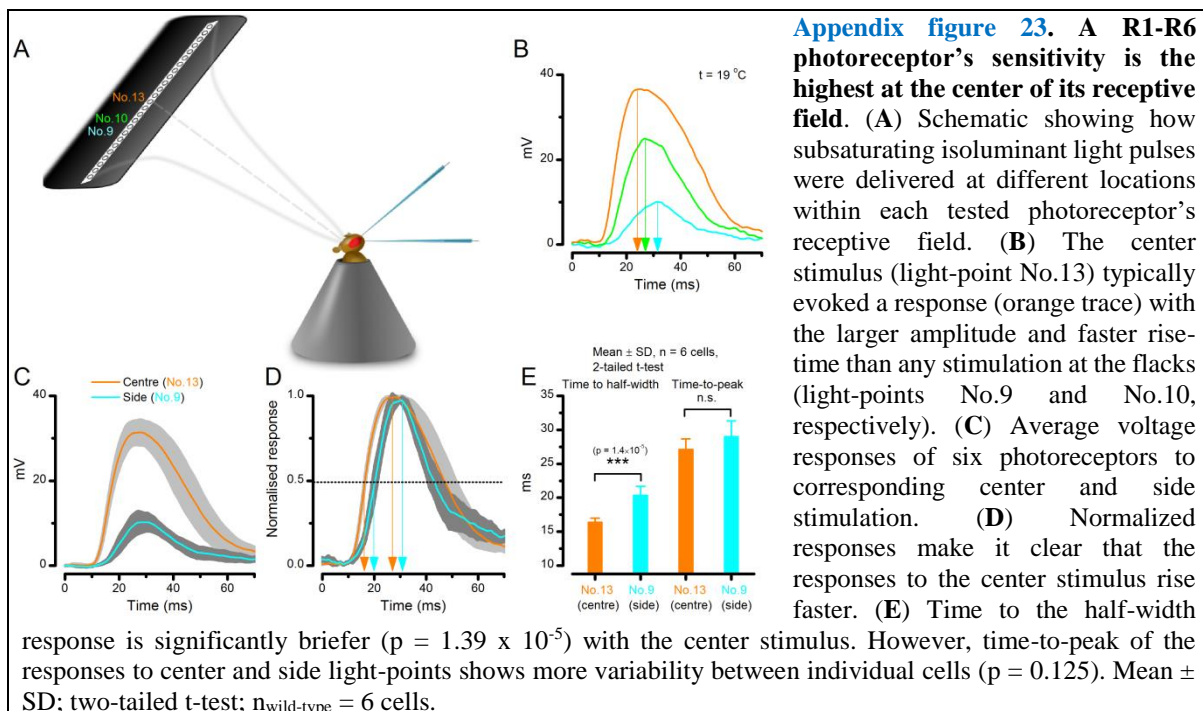 A
No.13
No.10
No.9
B
t = 19 °C
40
20
0
mV
0 20 40 60
Time (ms)
C
Centre (No.13)
Side (No.9)
40
20
0
mV
0 20 40 60
Time (ms)
D
1.0
0.5
0.0
Normalised response
0 20 40 60
Time (ms)
E
Mean ± SD, n = 6 cells,
2-tailed t-test
Time to half-width
Time-to-peak
n.s.
(p = 1.4×10⁻⁵)
***
35
30
25
20
15
10
ms
No.13
(centre)
No.9
(side)
No.13
(centre)
No.9
(side)
Appendix figure 23. A R1-R6
photoreceptor’s sensitivity is the
highest at the center of its receptive
field. (A) Schematic showing how
subsaturating isoluminant light pulses
were delivered at different locations
within each tested photoreceptor’s
receptive field. (B) The center
stimulus (light-point No.13) typically
evoked a response (orange trace) with
the larger amplitude and faster rise-
time than any stimulation at the flacks
(light-points No.9 and No.10,
respectively). (C) Average voltage
responses of six photoreceptors to
corresponding center and side
stimulation. (D) Normalized
responses make it clear that the
responses to the center stimulus rise
faster. (E) Time to the half-width
response is significantly briefer (p = 1.39 x 10⁻⁵) with the center stimulus. However, time-to-peak of the
responses to center and side light-points shows more variability between individual cells (p = 0.125). Mean ±
SD; two-tailed t-test; nwild-type = 6 cells.